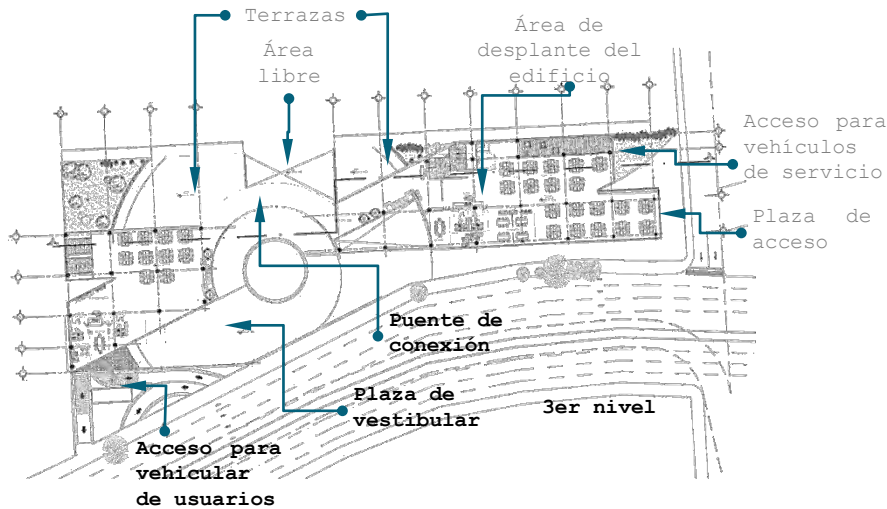 Terrazas
Área
libre
Área de
desplante del
edificio
Acceso para
vehículos
de servicio
Plaza de
acceso
Puente de
conexión
Plaza de
vestibular
3er nivel
Acceso para
vehicular
de usuarios